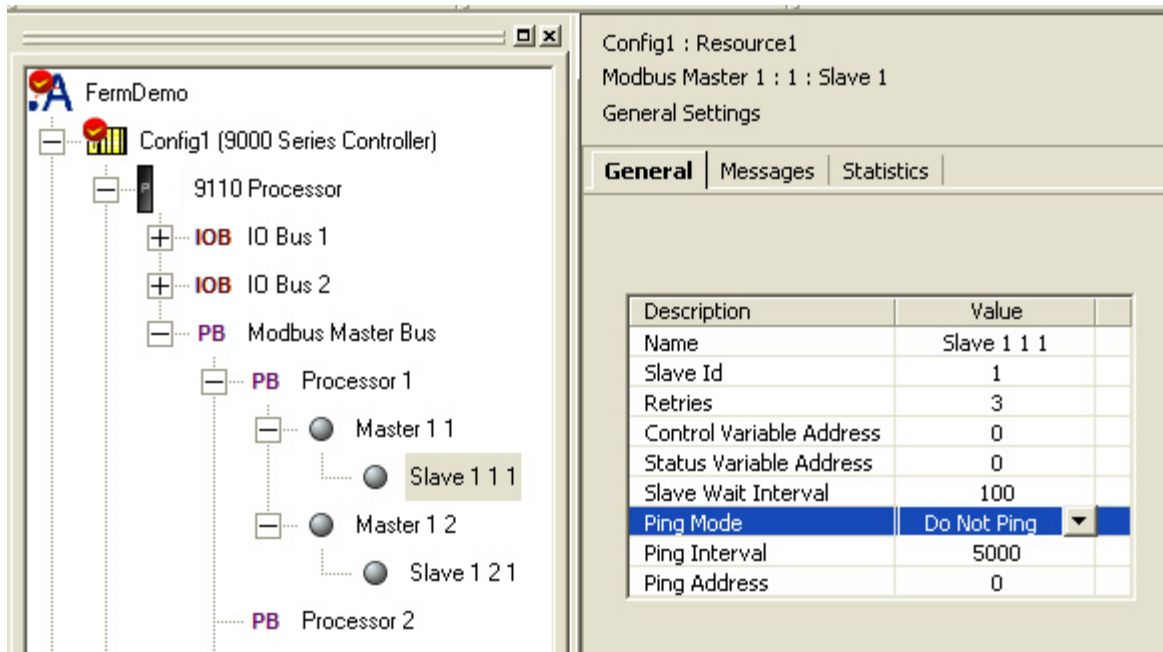 FermDemo
Config1 (9000 Series Controller)
P 9110 Processor
IOB IO Bus 1
IOB IO Bus 2
PB Modbus Master Bus
PB Processor 1
Master 1 1
Slave 1 1 1
Master 1 2
Slave 1 2 1
PB Processor 2
Config1 : Resource1
Modbus Master 1 : 1 : Slave 1
General Settings
General Messages Statistics
Description Value
Name Slave 1 1 1
Slave Id 1
Retries 3
Control Variable Address 0
Status Variable Address 0
Slave Wait Interval 100
Ping Mode Do Not Ping
Ping Interval 5000
Ping Address 0